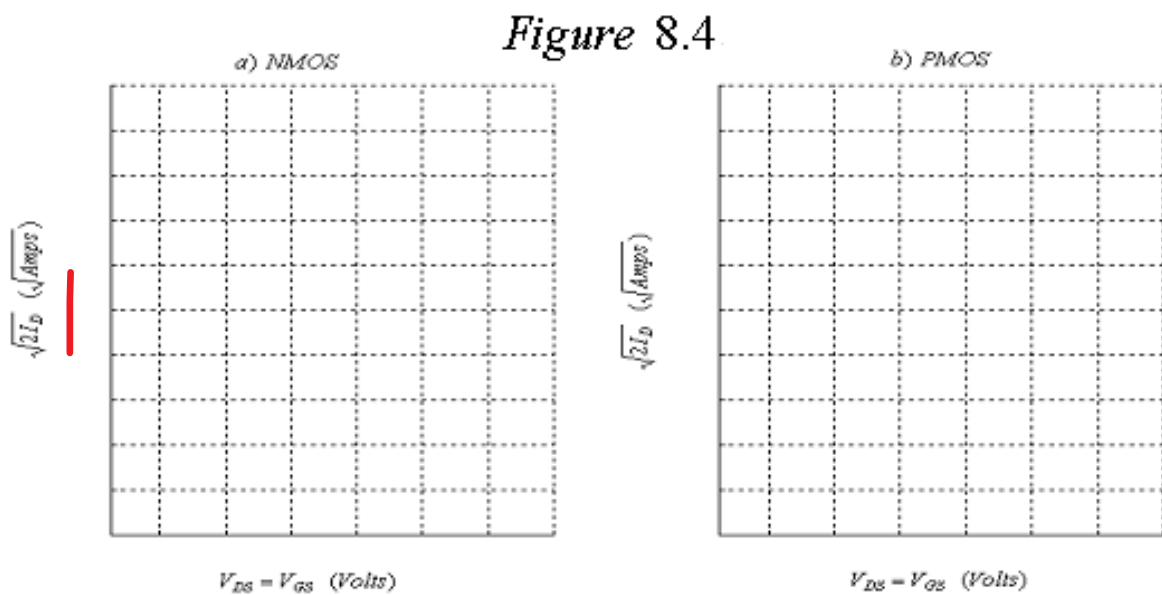 Figure 8.4
a) NMOS
b) PMOS
√2I_D (√Amps)
√2I_D (√Amps)
V_DS = V_GS (Volts)
V_DS = V_GS (Volts)